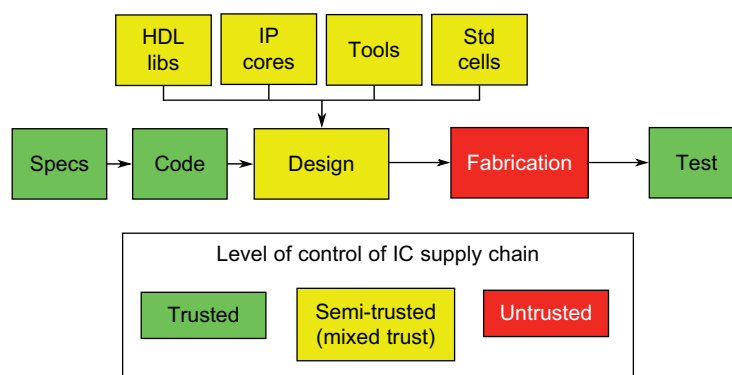 HDL
libs
IP
cores
Tools
Std
cells
Specs
Code
Design
Fabrication
Test
Level of control of IC supply chain
Trusted
Semi-trusted
(mixed trust)
Untrusted